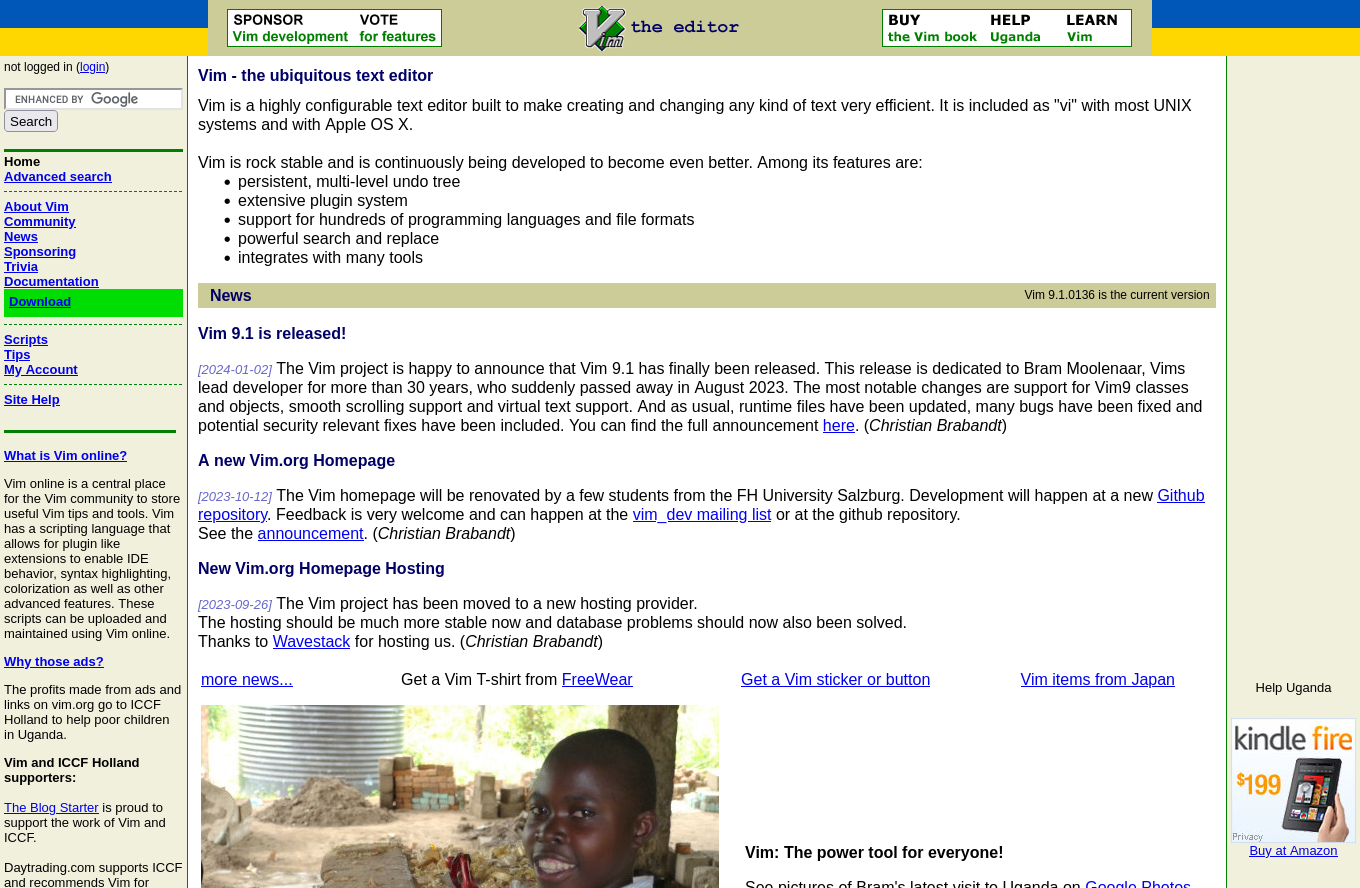 SPONSOR VOTE
Vim development for features
Vim the editor
BUY HELP LEARN
the Vim book Uganda Vim
not logged in (login)
ENHANCED BY Google
Search
Home
Advanced search
About Vim
Community
News
Sponsoring
Trivia
Documentation
Download
Scripts
Tips
My Account
Site Help
What is Vim online?
Vim online is a central place
for the Vim community to store
useful Vim tips and tools. Vim
has a scripting language that
allows for plugin like
extensions to enable IDE
behavior, syntax highlighting,
colorization as well as other
advanced features. These
scripts can be uploaded and
maintained using Vim online.
Why those ads?
The profits made from ads and
links on vim.org go to ICCF
Holland to help poor children
in Uganda.
Vim and ICCF Holland
supporters:
The Blog Starter is proud to
support the work of Vim and
ICCF.
Daytrading.com supports ICCF
and recommends Vim for
Vim - the ubiquitous text editor
Vim is a highly configurable text editor built to make creating and changing any kind of text very efficient. It is included as "vi" with most UNIX
systems and with Apple OS X.
Vim is rock stable and is continuously being developed to become even better. Among its features are:
• persistent, multi-level undo tree
• extensive plugin system
• support for hundreds of programming languages and file formats
• powerful search and replace
• integrates with many tools
News Vim 9.1.0136 is the current version
Vim 9.1 is released!
[2024-01-02] The Vim project is happy to announce that Vim 9.1 has finally been released. This release is dedicated to Bram Moolenaar, Vims
lead developer for more than 30 years, who suddenly passed away in August 2023. The most notable changes are support for Vim9 classes
and objects, smooth scrolling support and virtual text support. And as usual, runtime files have been updated, many bugs have been fixed and
potential security relevant fixes have been included. You can find the full announcement here. (Christian Brabandt)
A new Vim.org Homepage
[2023-10-12] The Vim homepage will be renovated by a few students from the FH University Salzburg. Development will happen at a new Github
repository. Feedback is very welcome and can happen at the vim_dev mailing list or at the github repository.
See the announcement. (Christian Brabandt)
New Vim.org Homepage Hosting
[2023-09-26] The Vim project has been moved to a new hosting provider.
The hosting should be much more stable now and database problems should now also been solved.
Thanks to Wavestack for hosting us. (Christian Brabandt)
more news... Get a Vim T-shirt from FreeWear Get a Vim sticker or button Vim items from Japan
Vim: The power tool for everyone!
See pictures of Bram's latest visit to Uganda on Google Photos
Help Uganda
kindle fire
$199
Privacy
Buy at Amazon